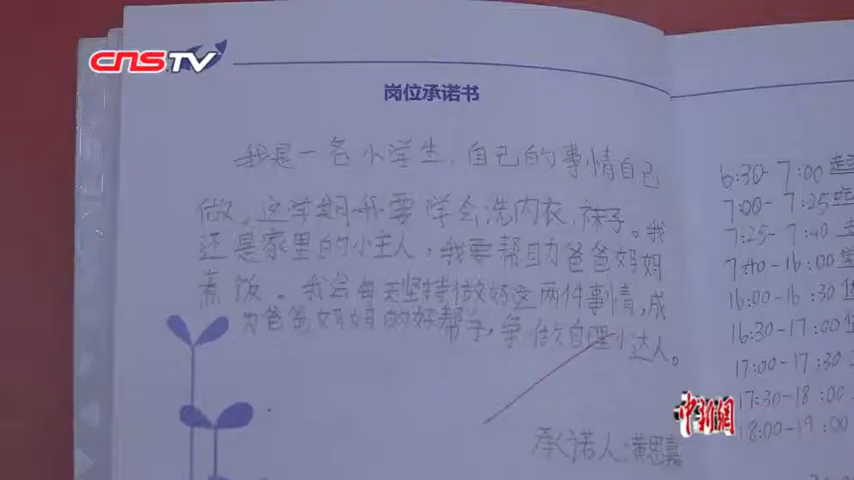 CNSTV
岗位承诺书
我是一名小学生,自己的事情自己
做。这学期我要学会洗内衣、袜子。我
还是家里的小主人,我要帮助爸爸妈妈
煮饭。我会每天坚持做好这两件事情,成
为爸爸妈妈的好帮手,争做自理小达人。
承诺人:黄思嘉
6:30-7:00 起
7:00-7:25 吃
7:25-7:40
7:40-16:00
16:00-16:30
16:30-17:00
17:00-17:30
17:30-18:00
18:00-19:00
中新網